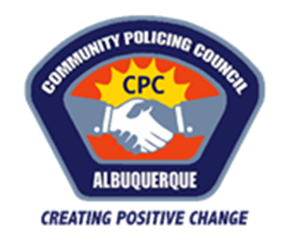 COMMUNITY POLICING COUNCIL
CPC
ALBUQUERQUE
CREATING POSITIVE CHANGE